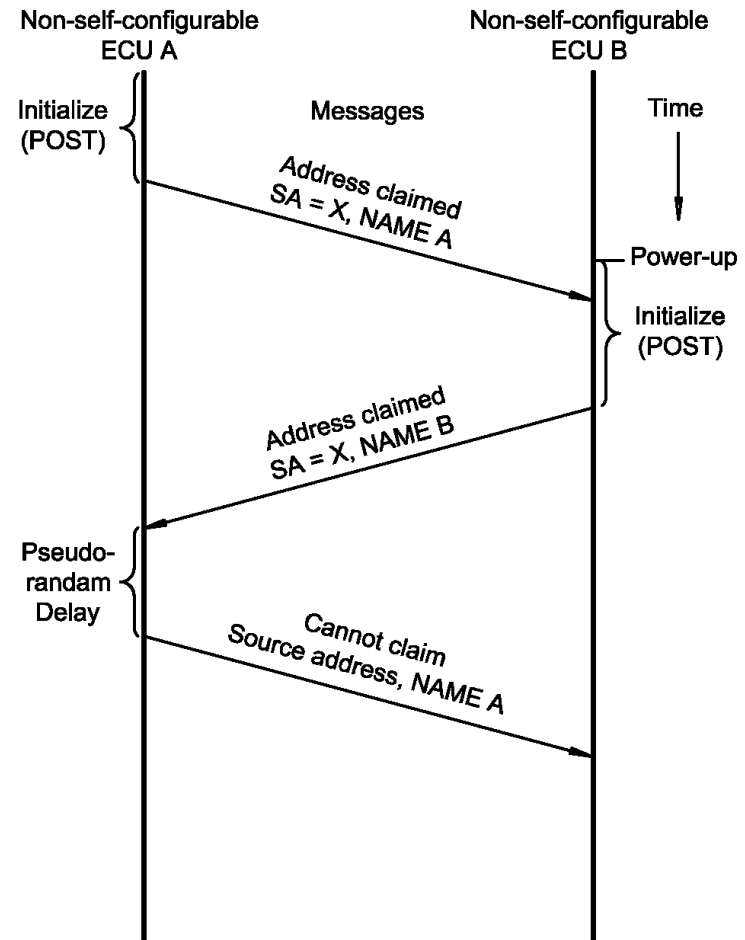 Non-self-configurable
ECU A
Non-self-configurable
ECU B
Initialize
(POST)
Messages
Time
Address claimed
SA = X, NAME A
Power-up
Initialize
(POST)
Address claimed
SA = X, NAME B
Pseudo-
randam
Delay
Cannot claim
Source address, NAME A